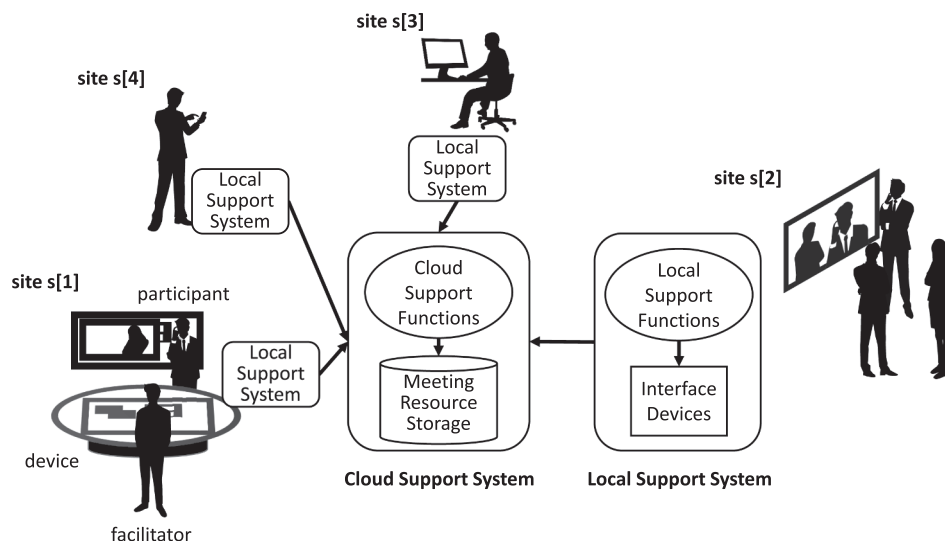 site s[3]
site s[4]
Local
Support
System
site s[2]
Local
Support
System
site s[1]
participant
Cloud
Support
Functions
Local
Support
Functions
Local
Support
System
Meeting
Resource
Storage
Interface
Devices
device
Cloud Support System
Local Support System
facilitator